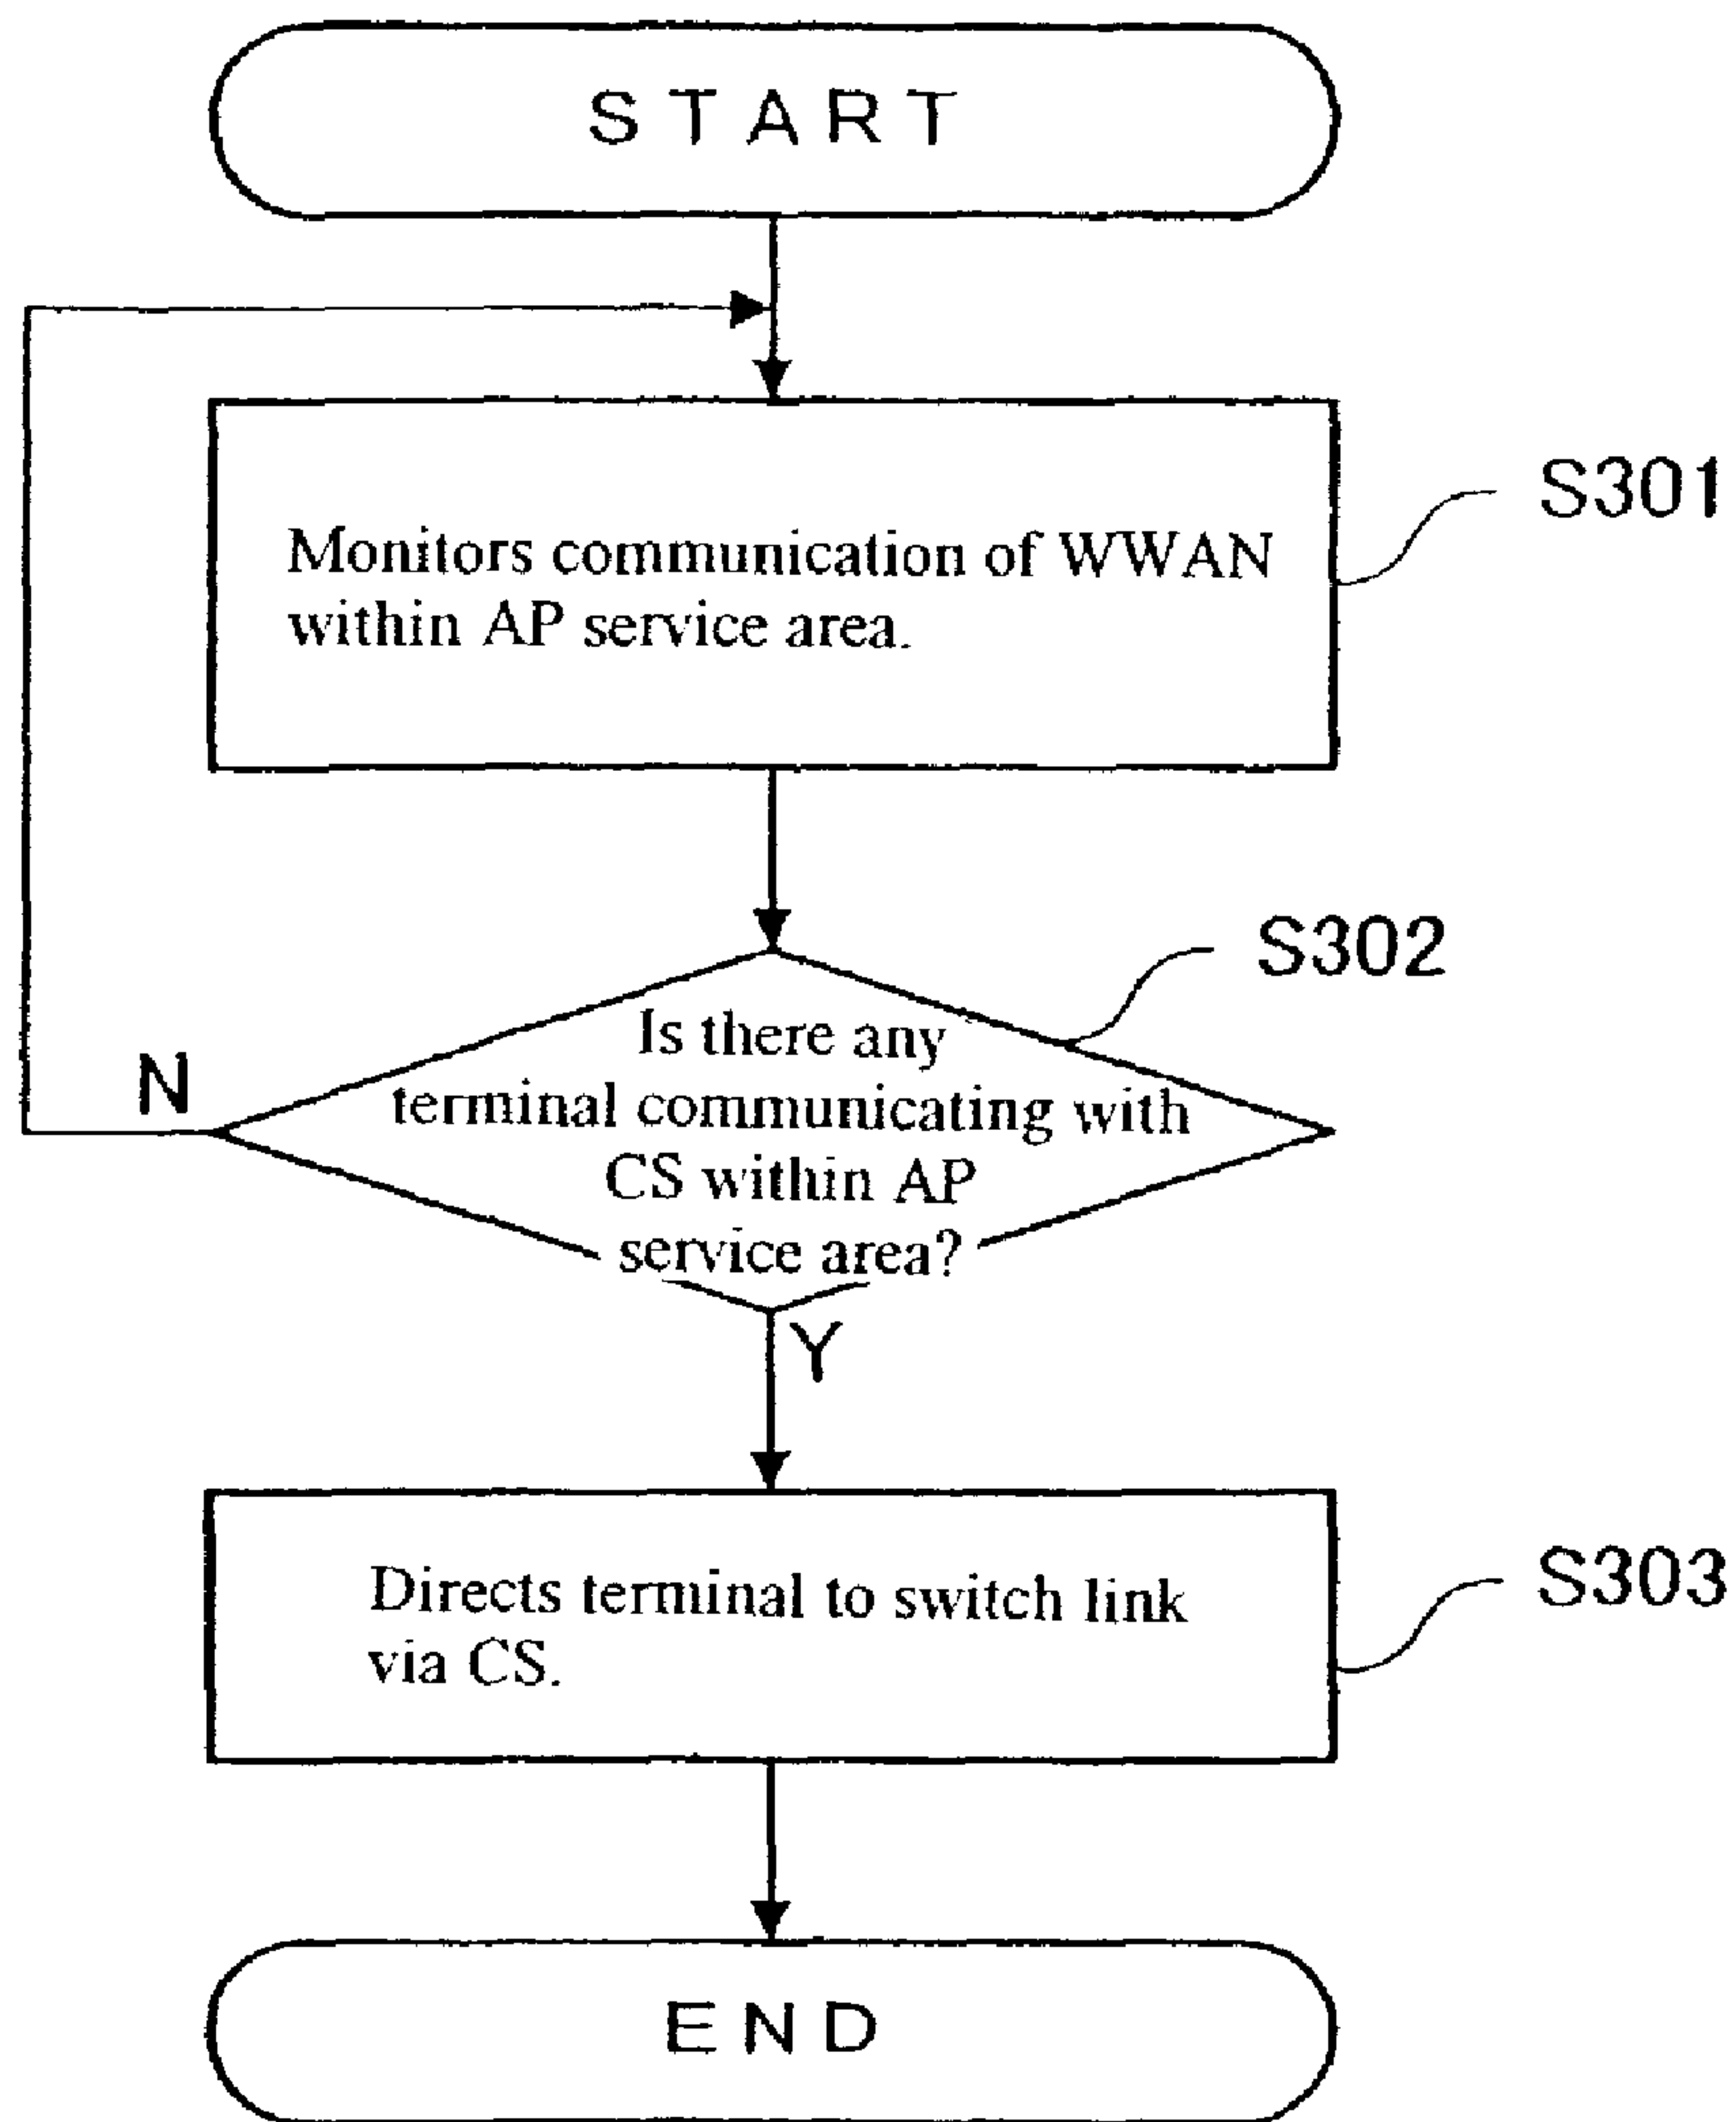 START
S301
Monitors communication of WWAN
within AP service area.
S302
Is there any
terminal communicating with
CS within AP
service area?
N
Y
S303
Directs terminal to switch link
via CS.
END